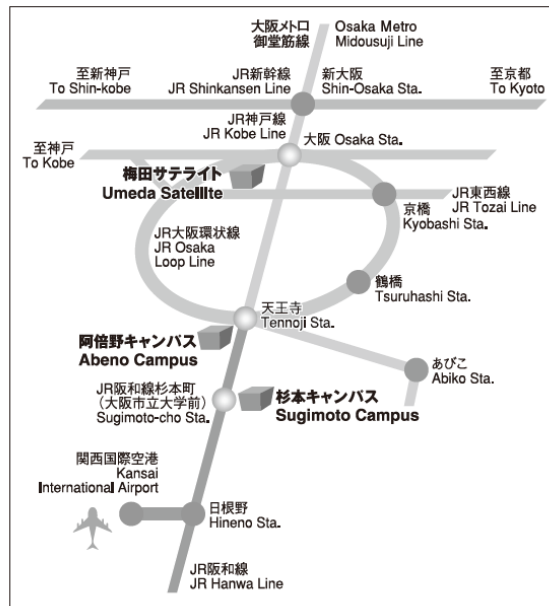 大阪メトロ
御堂筋線
Osaka Metro
Midousuji Line
至新神戸
To Shin-kobe
JR新幹線
JR Shinkansen Line
新大阪
Shin-Osaka Sta.
至京都
To Kyoto
JR神戸線
JR Kobe Line
大阪 Osaka Sta.
至神戸
To Kobe
梅田サテライト
Umeda Satellite
JR東西線
JR Tozai Line
京橋
Kyobashi Sta.
JR大阪環状線
JR Osaka
Loop Line
鶴橋
Tsuruhashi Sta.
天王寺
Tennoji Sta.
阿倍野キャンパス
Abeno Campus
あびこ
Abiko Sta.
JR阪和線杉本町
(大阪市立大学前)
Sugimoto-cho Sta.
杉本キャンパス
Sugimoto Campus
関西国際空港
Kansai
International Airport
日根野
Hineno Sta.
JR阪和線
JR Hanwa Line